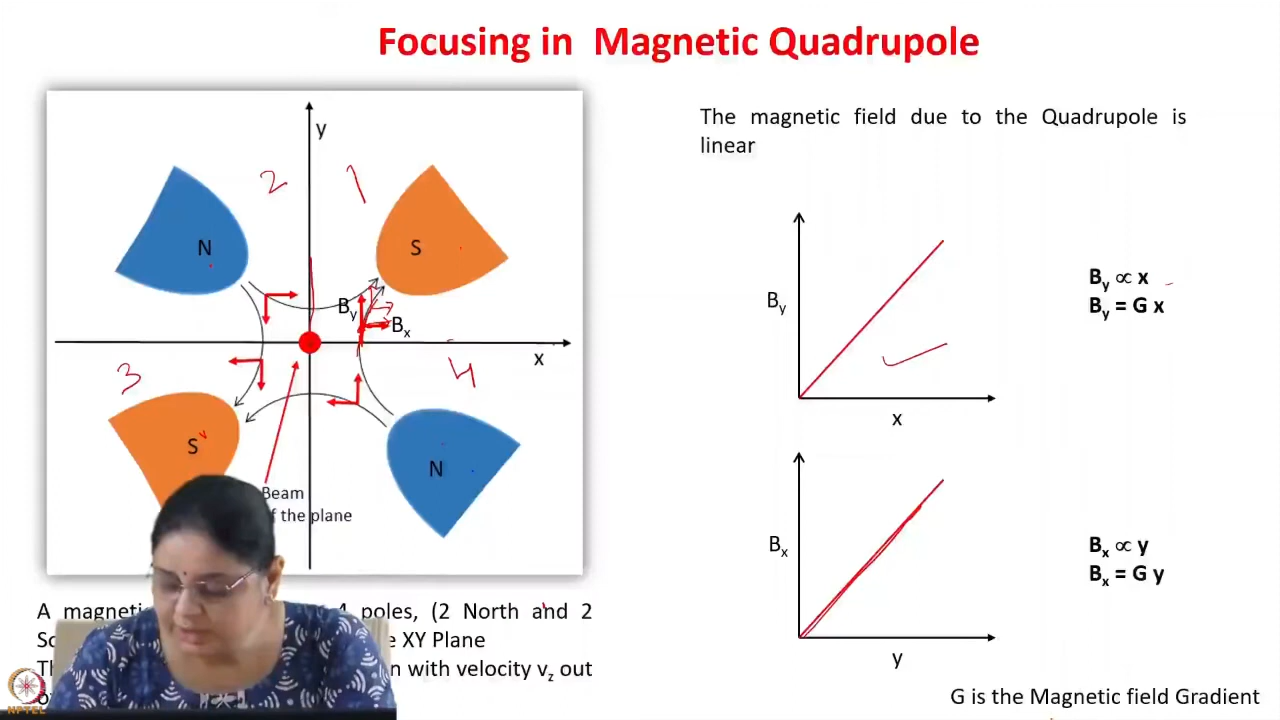 Focusing in Magnetic Quadrupole
y
2
1
N
S
By
Bx
x
3
4
S
N
Beam
the plane
The magnetic field due to the Quadrupole is
linear
By
x
By ∝ x
By = G x
Bx
y
Bx ∝ y
Bx = G y
4 poles, (2 North and 2
XY Plane
with velocity vz out
G is the Magnetic field Gradient
NPTEL